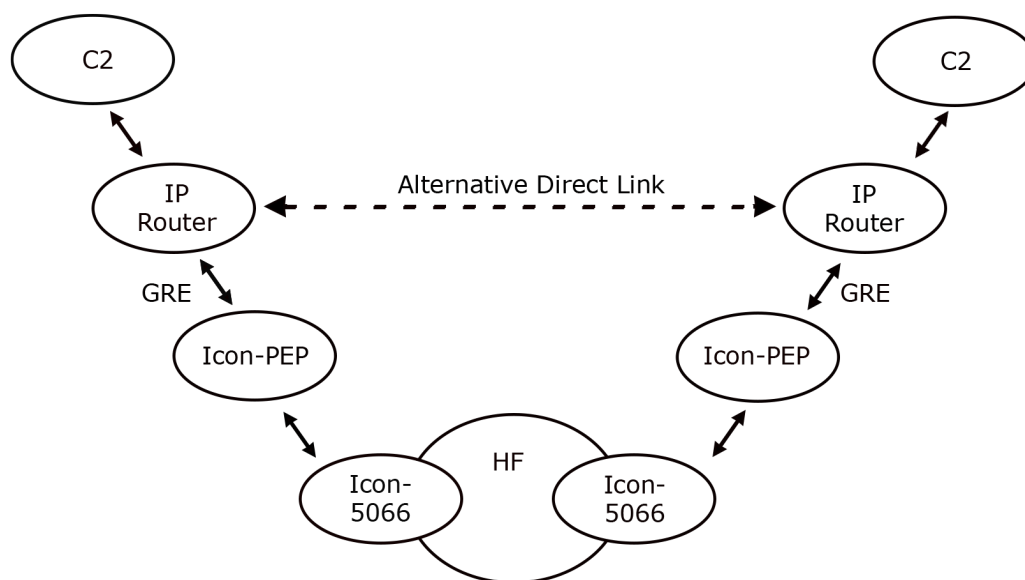 C2
C2
Alternative Direct Link
IP
Router
IP
Router
GRE
GRE
Icon-PEP
Icon-PEP
HF
Icon-
5066
Icon-
5066